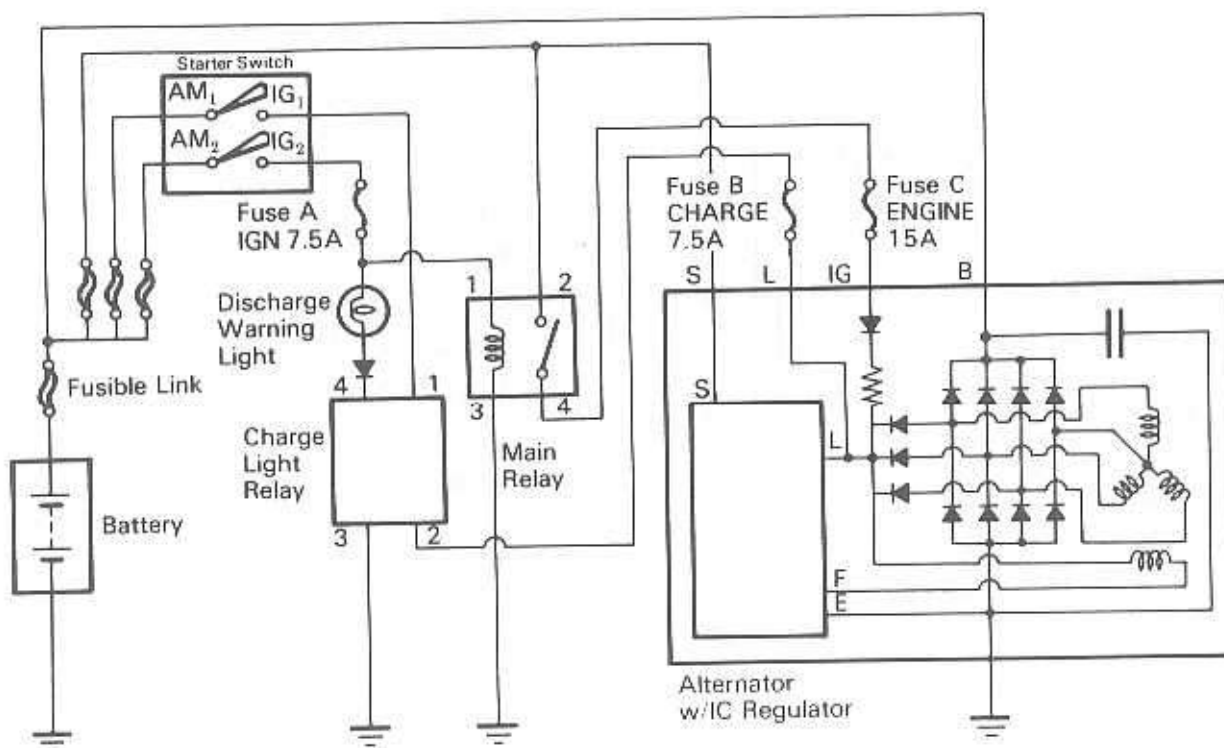 Starter Switch
AM₁ IG₁
AM₂ IG₂
Fuse A
IGN 7.5A
Fuse B
CHARGE
7.5A
Fuse C
ENGINE
15A
S L IG B
1 2
Discharge
Warning
Light
Fusible Link
4 1
3 4
S
Charge
Light
Relay
Main
Relay
L
Battery
3 2
F
E
Alternator
w/IC Regulator